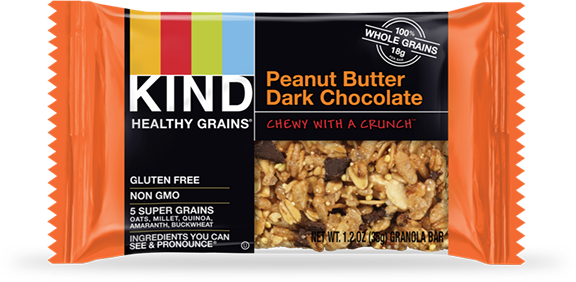 100%
WHOLE GRAINS
18g
KIND
HEALTHY GRAINS®
Peanut Butter
Dark Chocolate
CHEWY WITH A CRUNCH™
GLUTEN FREE
NON GMO
5 SUPER GRAINS
OATS, MILLET, QUINOA,
AMARANTH, BUCKWHEAT
INGREDIENTS YOU CAN
SEE & PRONOUNCE®
NET WT. 1.2 OZ (35g) GRANOLA BAR